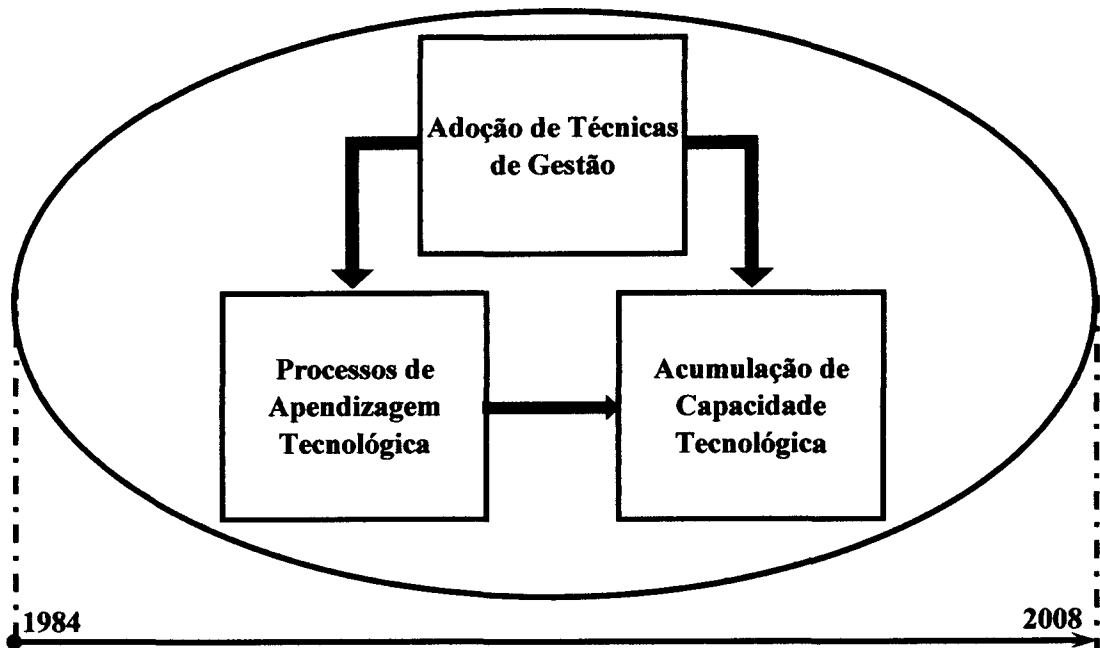 Adoção de Técnicas
de Gestão
Processos de
Apendizagem
Tecnológica
Acumulação de
Capacidade
Tecnológica
1984
2008